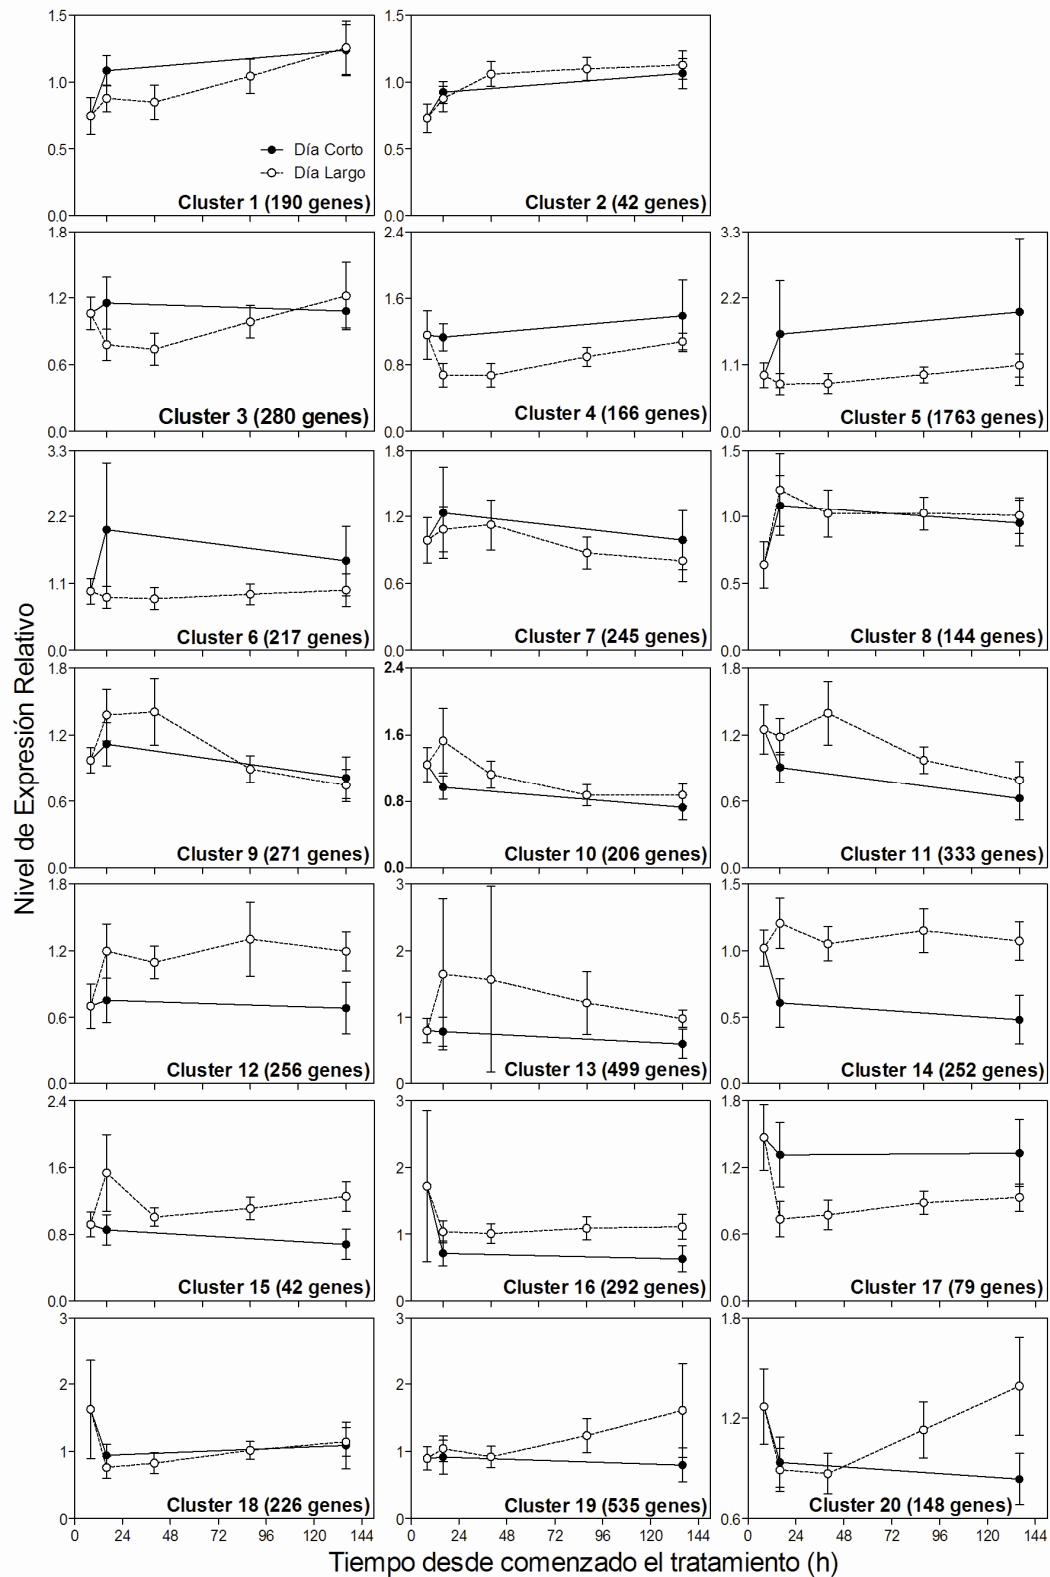 1.5
1.0
0.5
0.0
Día Corto
Día Largo
Cluster 1 (190 genes)
1.5
1.0
0.5
0.0
Cluster 2 (42 genes)
1.8
1.2
0.6
0.0
Cluster 3 (280 genes)
2.4
1.6
0.8
0.0
Cluster 4 (166 genes)
3.3
2.2
1.1
0.0
Cluster 5 (1763 genes)
3.3
2.2
1.1
0.0
Cluster 6 (217 genes)
1.8
1.2
0.6
0.0
Cluster 7 (245 genes)
1.5
1.0
0.5
0.0
Cluster 8 (144 genes)
Nivel de Expresión Relativo
1.8
1.2
0.6
0.0
Cluster 9 (271 genes)
2.4
1.6
0.8
0.0
Cluster 10 (206 genes)
1.8
1.2
0.6
0.0
Cluster 11 (333 genes)
1.8
1.2
0.6
0.0
Cluster 12 (256 genes)
3
2
1
0
Cluster 13 (499 genes)
1.5
1.0
0.5
0.0
Cluster 14 (252 genes)
2.4
1.6
0.8
0.0
Cluster 15 (42 genes)
3
2
1
0
Cluster 16 (292 genes)
1.8
1.2
0.6
0.0
Cluster 17 (79 genes)
3
2
1
0
Cluster 18 (226 genes)
0 24 48 72 96 120 144
3
2
1
0
Cluster 19 (535 genes)
0 24 48 72 96 120 144
1.8
1.2
0.6
Cluster 20 (148 genes)
0 24 48 72 96 120 144
Tiempo desde comenzado el tratamiento (h)